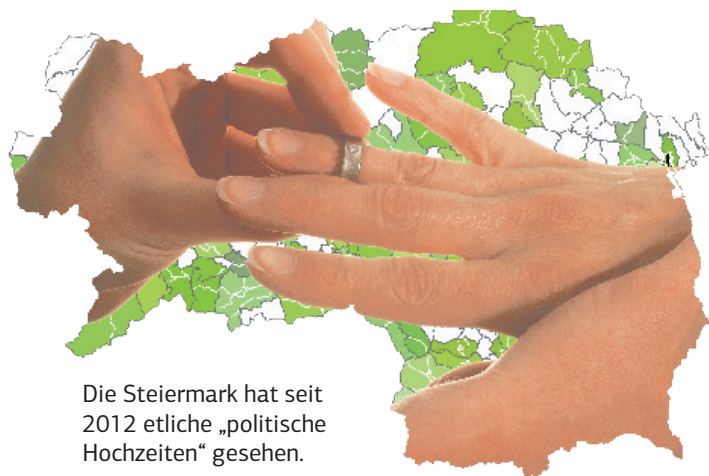 Die Steiermark hat seit
2012 etliche „politische
Hochzeiten“ gesehen.